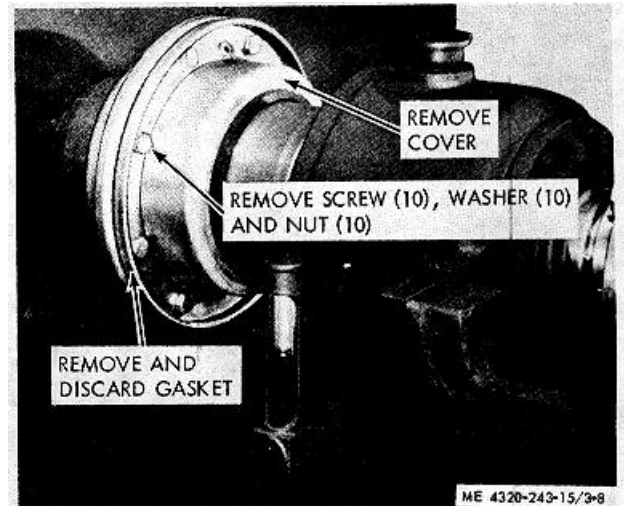 REMOVE
COVER
REMOVE SCREW (10), WASHER (10)
AND NUT (10)
REMOVE AND
DISCARD GASKET
ME 4320-243-15/3-8